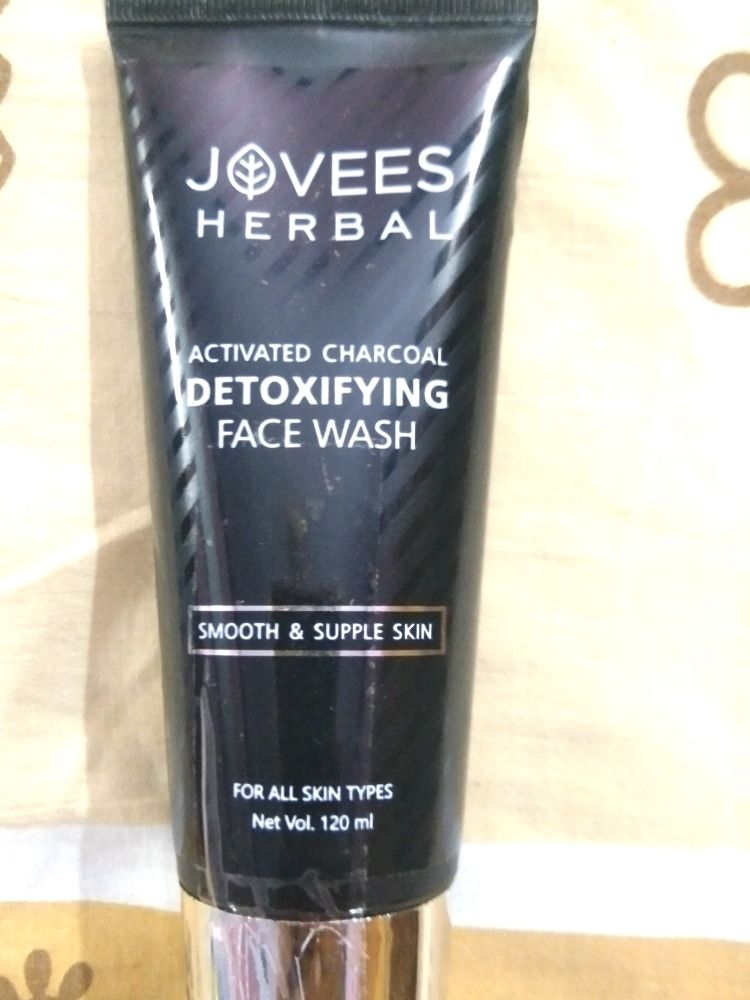 JOVEES
HERBAL
ACTIVATED CHARCOAL
DETOXIFYING
FACE WASH
SMOOTH & SUPPLE SKIN
FOR ALL SKIN TYPES
Net Vol. 120 ml